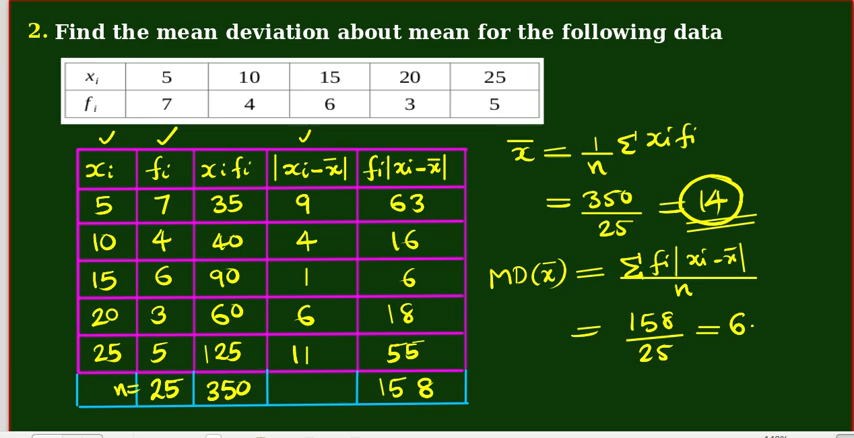 2. Find the mean deviation about mean for the following data
xᵢ 5 10 15 20 25
fᵢ 7 4 6 3 5
xi fi xifi |xi-x̄| fi|xi-x̄|
5 7 35 9 63
10 4 40 4 16
15 6 90 1 6
20 3 60 6 18
25 5 125 11 55
n= 25 350 158
x̄ = 1/n Σ xifi
= 350/25 = 14
MD(x̄) = Σ fi|xi-x̄|/n
= 158/25 = 6.